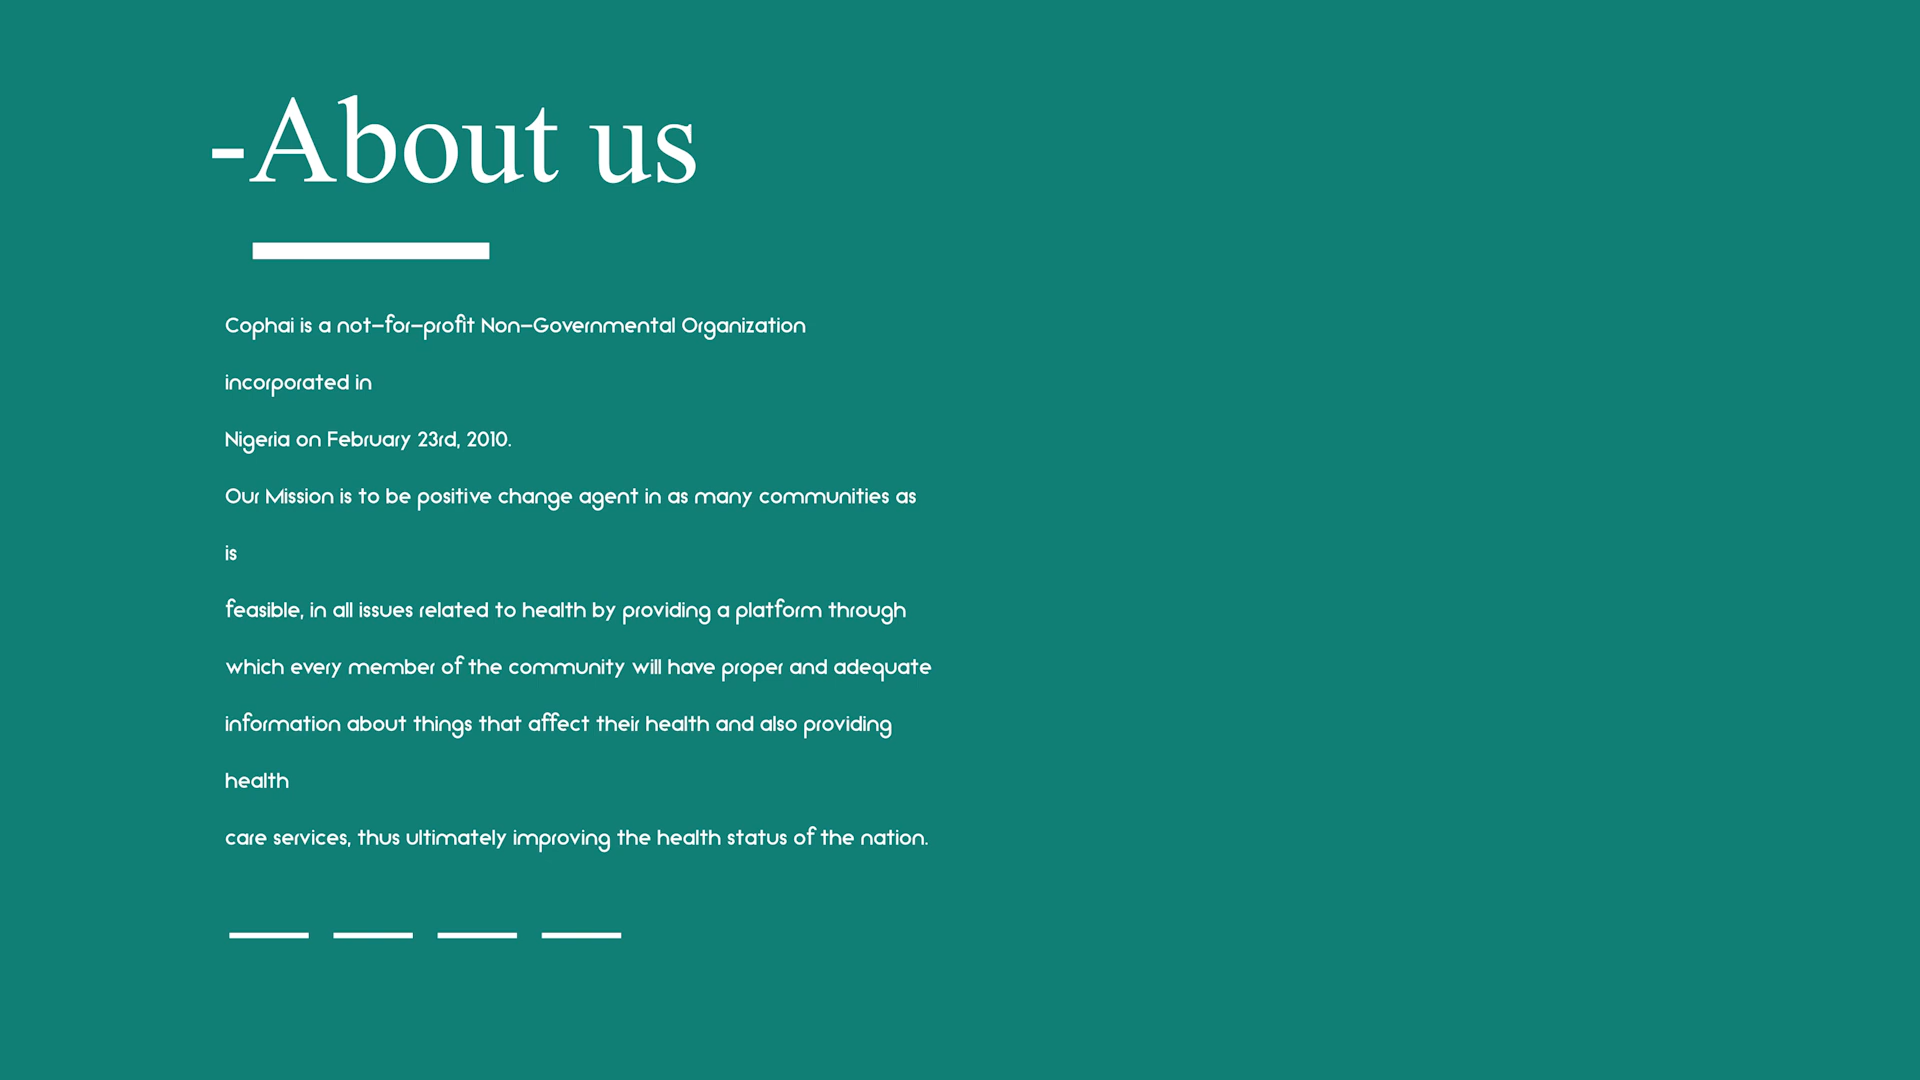 -About us
Cophai is a not-for-profit Non-Governmental Organization
incorporated in
Nigeria on February 23rd, 2010.
Our Mission is to be positive change agent in as many communities as
is
feasible, in all issues related to health by providing a platform through
which every member of the community will have proper and adequate
information about things that affect their health and also providing
health
care services, thus ultimately improving the health status of the nation.